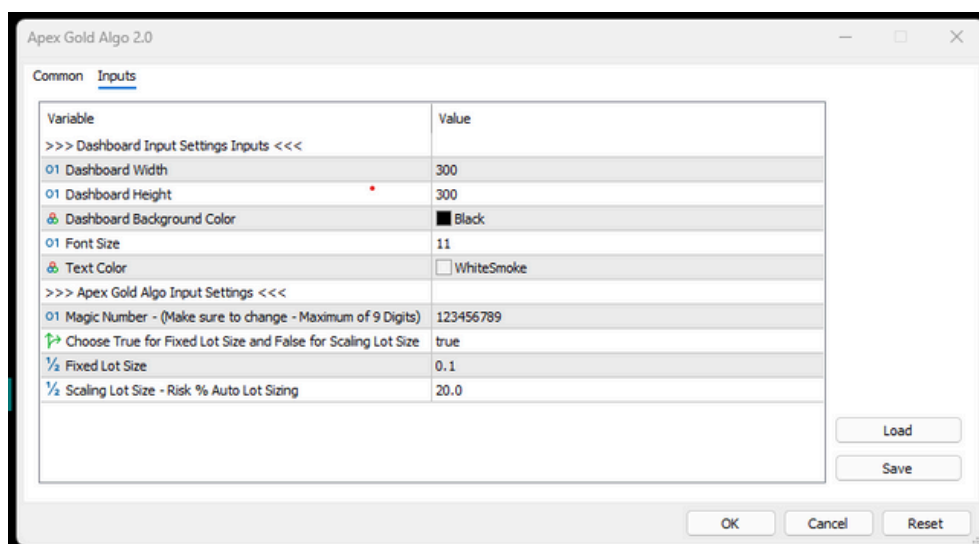 Apex Gold Algo 2.0
Common Inputs
Variable Value
>>> Dashboard Input Settings Inputs <<<
01 Dashboard Width 300
01 Dashboard Height 300
Dashboard Background Color Black
01 Font Size 11
Text Color WhiteSmoke
>>> Apex Gold Algo Input Settings <<<
01 Magic Number - (Make sure to change - Maximum of 9 Digits) 123456789
Choose True for Fixed Lot Size and False for Scaling Lot Size true
½ Fixed Lot Size 0.1
½ Scaling Lot Size - Risk % Auto Lot Sizing 20.0
Load
Save
OK Cancel Reset